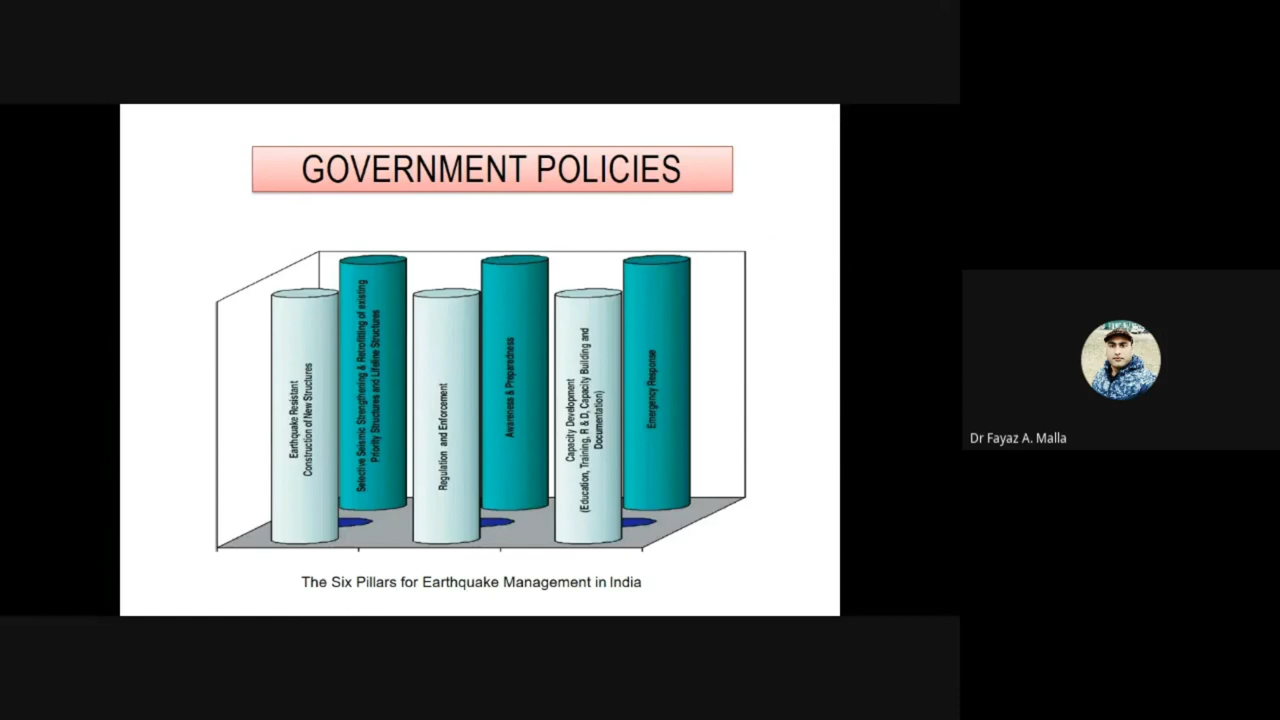 GOVERNMENT POLICIES
Earthquake Resistant
Construction of New Structures
Selective Seismic Strengthening & Retrofitting of existing
Priority Structures and Lifeline Structures
Regulation and Enforcement
Awareness & Preparedness
Capacity Development
(Education, Training, R & D, Capacity Building and
Documentation)
Emergency Response
The Six Pillars for Earthquake Management in India
Dr Fayaz A. Malla